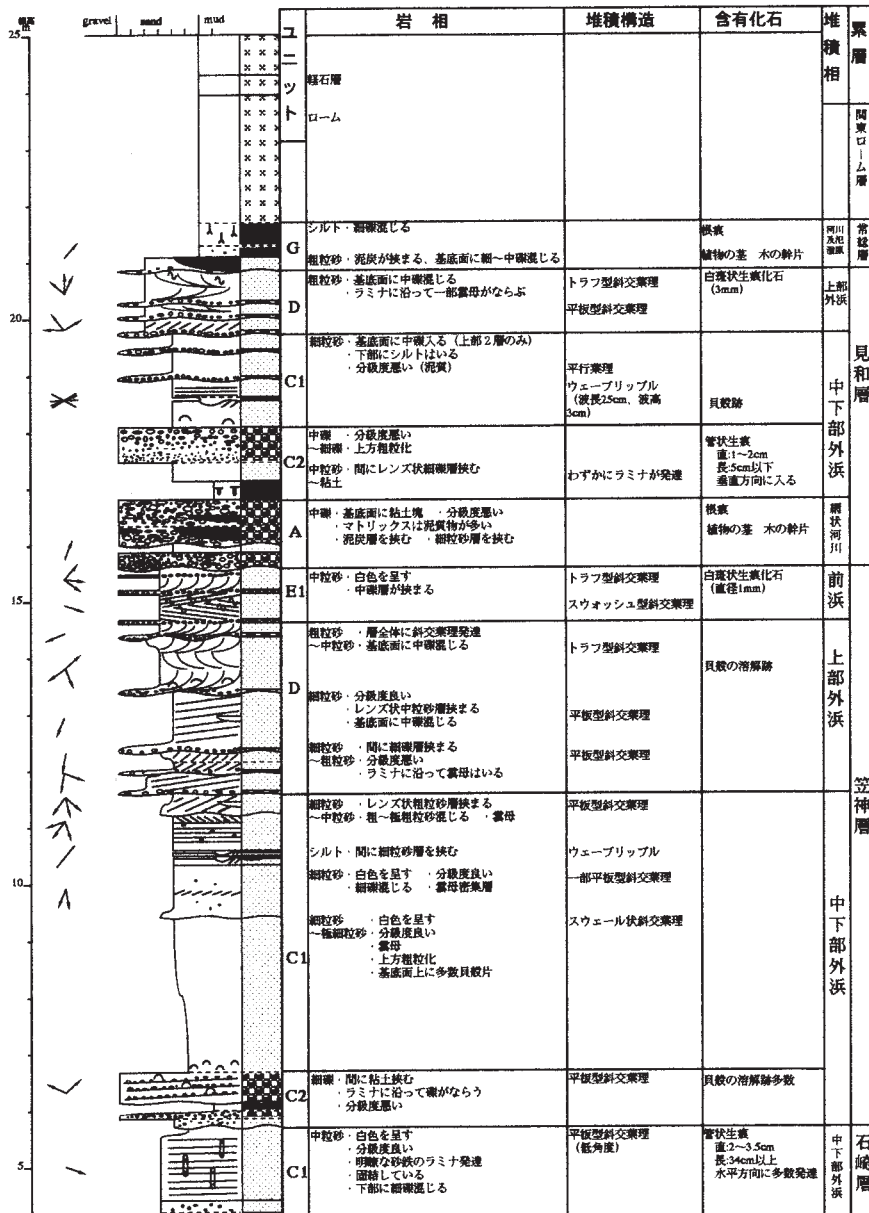 標高
m
25
20
15
10
5
gravel sand mud
ユニット
岩 相
堆積構造
含有化石
堆積相
累層
軽石層
ローム
関東ローム層
G
シルト・細礫混じる
粗粒砂・泥炭が挟まる、基底面に細～中礫混じる
根痕
植物の茎 木の幹片
河川及氾濫原
常総層
D
粗粒砂・基底面に中礫混じる
・ラミナに沿って一部雲母がならぶ
トラフ型斜交葉理
平板型斜交葉理
白斑状生痕化石
(3mm)
上部外浜
見和層
C1
細粒砂・基底面に中礫入る(上部2層のみ)
・下部にシルトはいる
・分級度悪い(泥質)
平行葉理
ウェーブリップル
(波長25cm、波高
3cm)
貝殻跡
中下部外浜
C2
中礫 ・分級度悪い
～細礫・上方粗粒化
中粒砂・間にレンズ状細礫層挟む
～粘土
わずかにラミナが発達
管状生痕
直:1～2cm
長:5cm以下
垂直方向に入る
A
中礫・基底面に粘土塊 ・分級度悪い
・マトリックスは泥質物が多い
・泥炭層を挟む ・細粒砂層を挟む
根痕
植物の茎 木の幹片
網状河川
E1
中粒砂・白色を呈す
・中礫層が挟まる
トラフ型斜交葉理
スウォッシュ型斜交葉理
白斑状生痕化石
(直径1mm)
前浜
笠神層
D
粗粒砂 ・層全体に斜交葉理発達
～中粒砂・基底面に中礫混じる
トラフ型斜交葉理
貝殻の溶解跡
上部外浜
細粒砂・分級度良い
・レンズ状中粒砂層挟まる
・基底面に中礫混じる
平板型斜交葉理
細粒砂 ・間に細礫層挟まる
～粗粒砂・分級度悪い
・ラミナに沿って雲母はいる
平板型斜交葉理
C1
細粒砂 ・レンズ状粗粒砂層挟まる
～中粒砂・粗～極粗粒砂混じる ・雲母
平板型斜交葉理
シルト・間に細粒砂層を挟む
ウェーブリップル
細粒砂・白色を呈す ・分級度良い
・細礫混じる ・雲母密集層
一部平板型斜交葉理
細粒砂 ・白色を呈す
～極細粒砂・分級度良い
・雲母
・上方粗粒化
・基底面上に多数貝殻片
スウェール状斜交葉理
中下部外浜
C2
細礫・間に粘土挟む
・ラミナに沿って礫がならう
・分級度悪い
平板型斜交葉理
貝殻の溶解跡多数
C1
中粒砂・白色を呈す
・分級度良い
・明瞭な砂鉄のラミナ発達
・固結している
・下部に細礫混じる
平板型斜交葉理
(低角度)
管状生痕
直:2～3.5cm
長:34cm以上
水平方向に多数発達
中下部外浜
石崎層